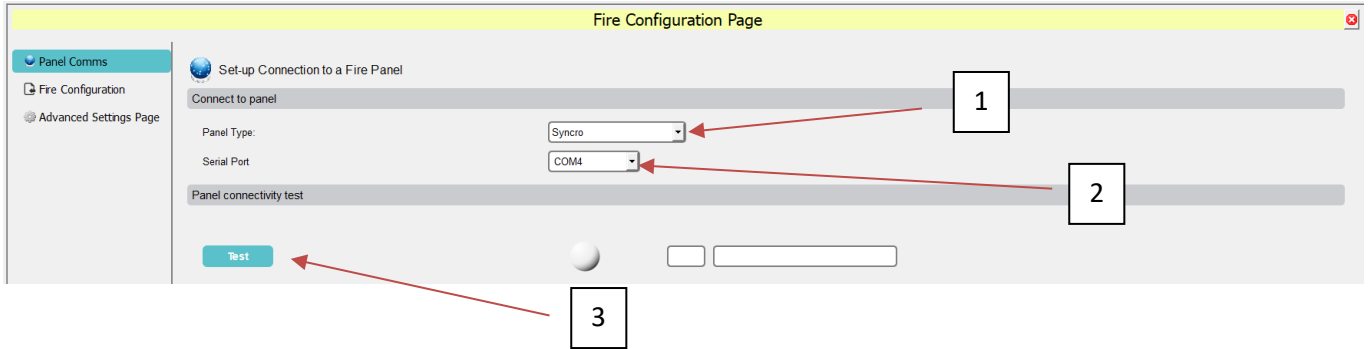 Fire Configuration Page
Panel Comms
Fire Configuration
Advanced Settings Page
Set-up Connection to a Fire Panel
Connect to panel
1
Panel Type:
Syncro
Serial Port
COM4
Panel connectivity test
2
Test
3